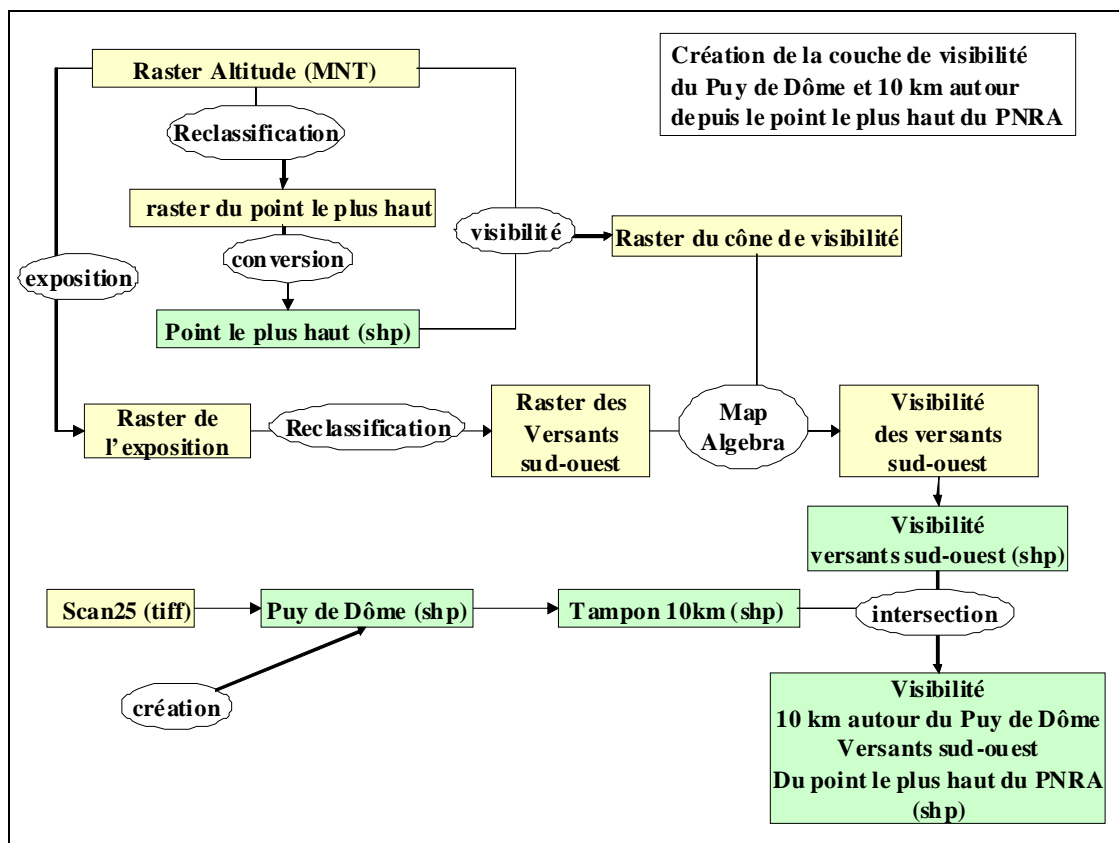 Création de la couche de visibilité
du Puy de Dôme et 10 km autour
depuis le point le plus haut du PNRA
Raster Altitude (MNT)
Reclassification
raster du point le plus haut
visibilité
Raster du cône de visibilité
conversion
exposition
Point le plus haut (shp)
Raster de
l’exposition
Reclassification
Raster des
Versants
sud-ouest
Map
Algebra
Visibilité
des versants
sud-ouest
Visibilité
versants sud-ouest (shp)
Scan25 (tiff)
Puy de Dôme (shp)
Tampon 10km (shp)
intersection
création
Visibilité
10 km autour du Puy de Dôme
Versants sud-ouest
Du point le plus haut du PNRA
(shp)